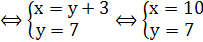 ⇔ { x = y + 3 ⇔ { x = 10
y = 7 y = 7